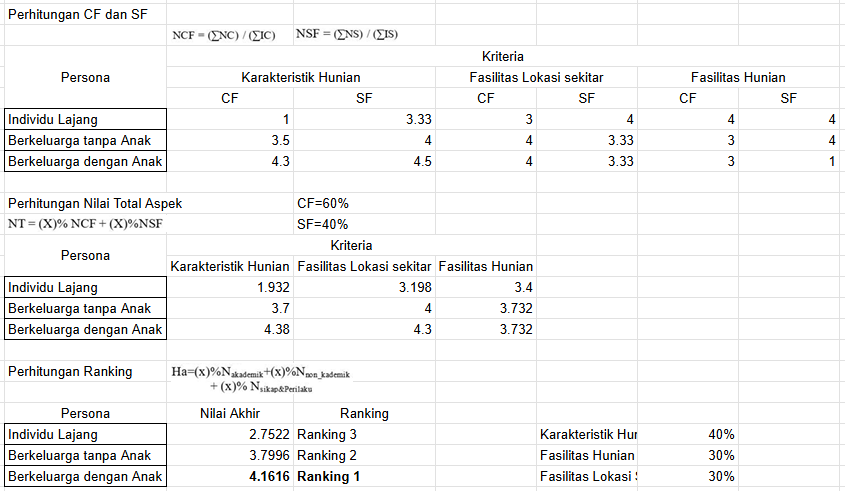 Perhitungan CF dan SF
NCF = (∑NC) / (∑IC) NSF = (∑NS) / (∑IS)
Kriteria
Persona Karakteristik Hunian Fasilitas Lokasi sekitar Fasilitas Hunian
CF SF CF SF CF SF
Individu Lajang 1 3.33 3 4 4 4
Berkeluarga tanpa Anak 3.5 4 4 3.33 3 4
Berkeluarga dengan Anak 4.3 4.5 4 3.33 3 1
Perhitungan Nilai Total Aspek CF=60%
NT = (X)% NCF + (X)%NSF SF=40%
Kriteria
Persona
Karakteristik Hunian Fasilitas Lokasi sekitar Fasilitas Hunian
Individu Lajang 1.932 3.198 3.4
Berkeluarga tanpa Anak 3.7 4 3.732
Berkeluarga dengan Anak 4.38 4.3 3.732
Perhitungan Ranking Ha=(x)%Nakademik+(x)%Nnon_kademik
+ (x)% Nsikap&Perilaku
Persona Nilai Akhir Ranking
Individu Lajang 2.7522 Ranking 3 Karakteristik Hur 40%
Berkeluarga tanpa Anak 3.7996 Ranking 2 Fasilitas Hunian 30%
Berkeluarga dengan Anak 4.1616 Ranking 1 Fasilitas Lokasi 30%